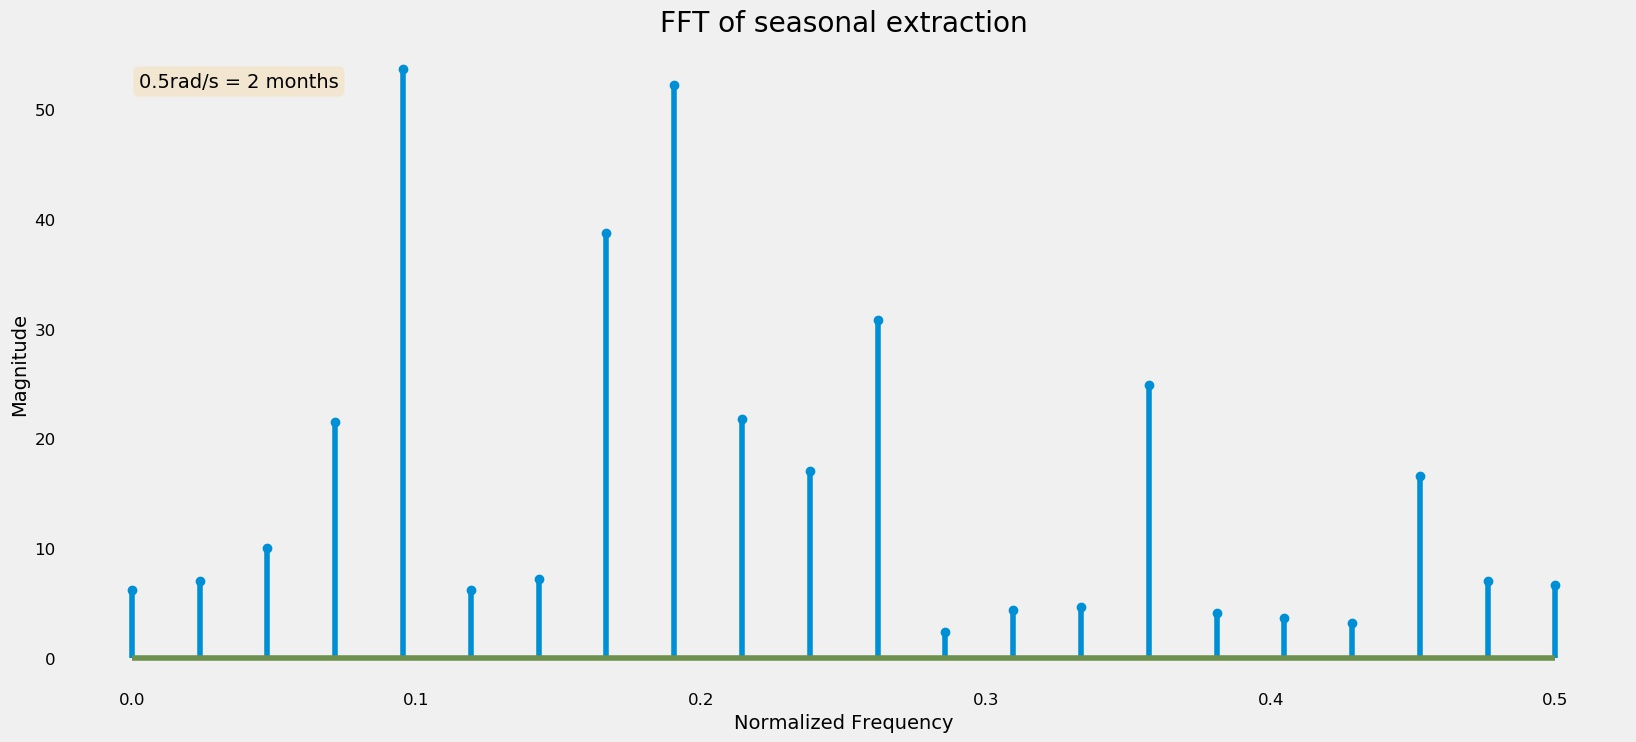 FFT of seasonal extraction
0.5rad/s = 2 months
50
40
30
20
10
0
Magnitude
0.0 0.1 0.2 0.3 0.4 0.5
Normalized Frequency